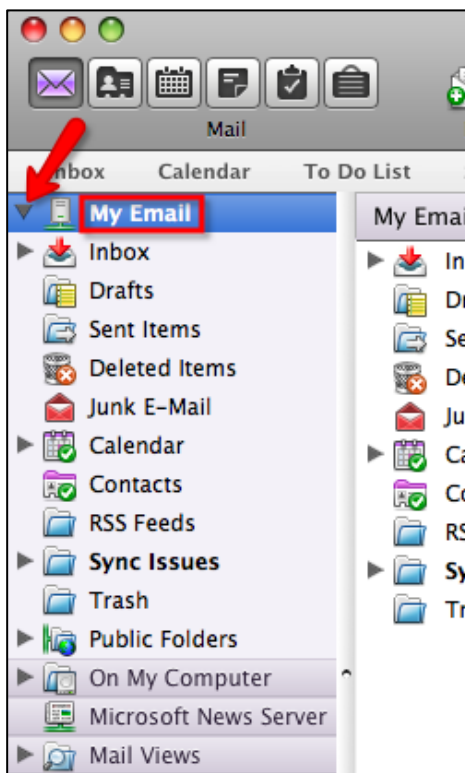 Mail
Inbox Calendar To Do List
My Email
Inbox
Drafts
Sent Items
Deleted Items
Junk E-Mail
Calendar
Contacts
RSS Feeds
Sync Issues
Trash
Public Folders
On My Computer
Microsoft News Server
Mail Views
My Emai
In
Dr
Se
De
Ju
Ca
Co
RS
Sy
Tr